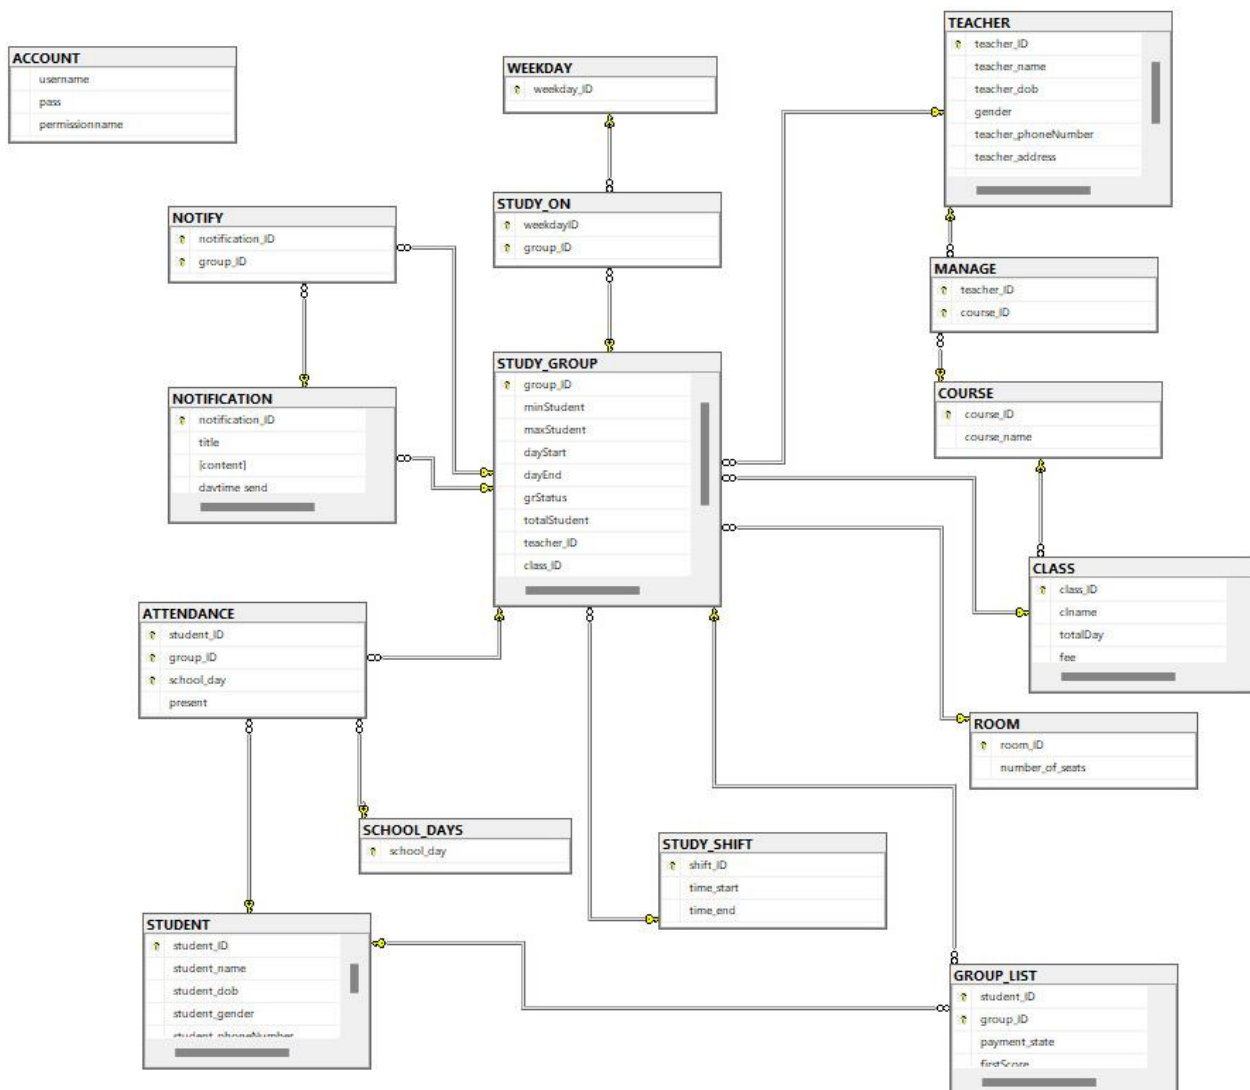 ACCOUNT
username
pass
permissionname
WEEKDAY
weekday_ID
TEACHER
teacher_ID
teacher_name
teacher_dob
gender
teacher_phoneNumber
teacher_address
NOTIFY
notification_ID
group_ID
STUDY_ON
weekdayID
group_ID
MANAGE
teacher_ID
course_ID
NOTIFICATION
notification_ID
title
[content]
daytime_send
STUDY_GROUP
group_ID
minStudent
maxStudent
dayStart
dayEnd
grStatus
totalStudent
teacher_ID
class_ID
COURSE
course_ID
course_name
CLASS
class_ID
clname
totalDay
fee
ATTENDANCE
student_ID
group_ID
school_day
present
ROOM
room_ID
number_of_seats
SCHOOL_DAYS
school_day
STUDY_SHIFT
shift_ID
time_start
time_end
STUDENT
student_ID
student_name
student_dob
student_gender
student_phoneNumber
GROUP_LIST
student_ID
group_ID
payment_state
firstScore